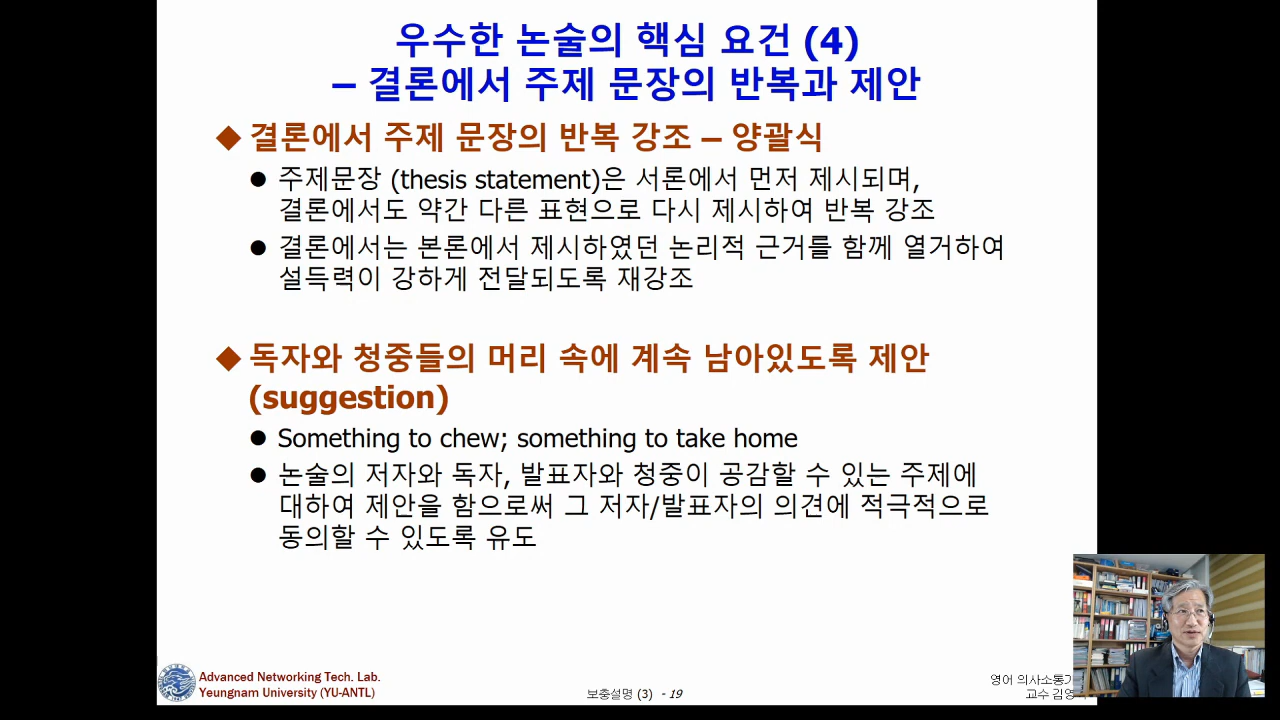 우수한 논술의 핵심 요건 (4)
– 결론에서 주제 문장의 반복과 제안
◆ 결론에서 주제 문장의 반복 강조 – 양괄식
● 주제문장 (thesis statement)은 서론에서 먼저 제시되며,
결론에서도 약간 다른 표현으로 다시 제시하여 반복 강조
● 결론에서는 본론에서 제시하였던 논리적 근거를 함께 열거하여
설득력이 강하게 전달되도록 재강조
◆ 독자와 청중들의 머리 속에 계속 남아있도록 제안
(suggestion)
● Something to chew; something to take home
● 논술의 저자와 독자, 발표자와 청중이 공감할 수 있는 주제에
대하여 제안을 함으로써 그 저자/발표자의 의견에 적극적으로
동의할 수 있도록 유도
Advanced Networking Tech. Lab.
Yeungnam University (YU-ANTL)
보충설명 (3) - 19
영어 의사소통
교수 김영